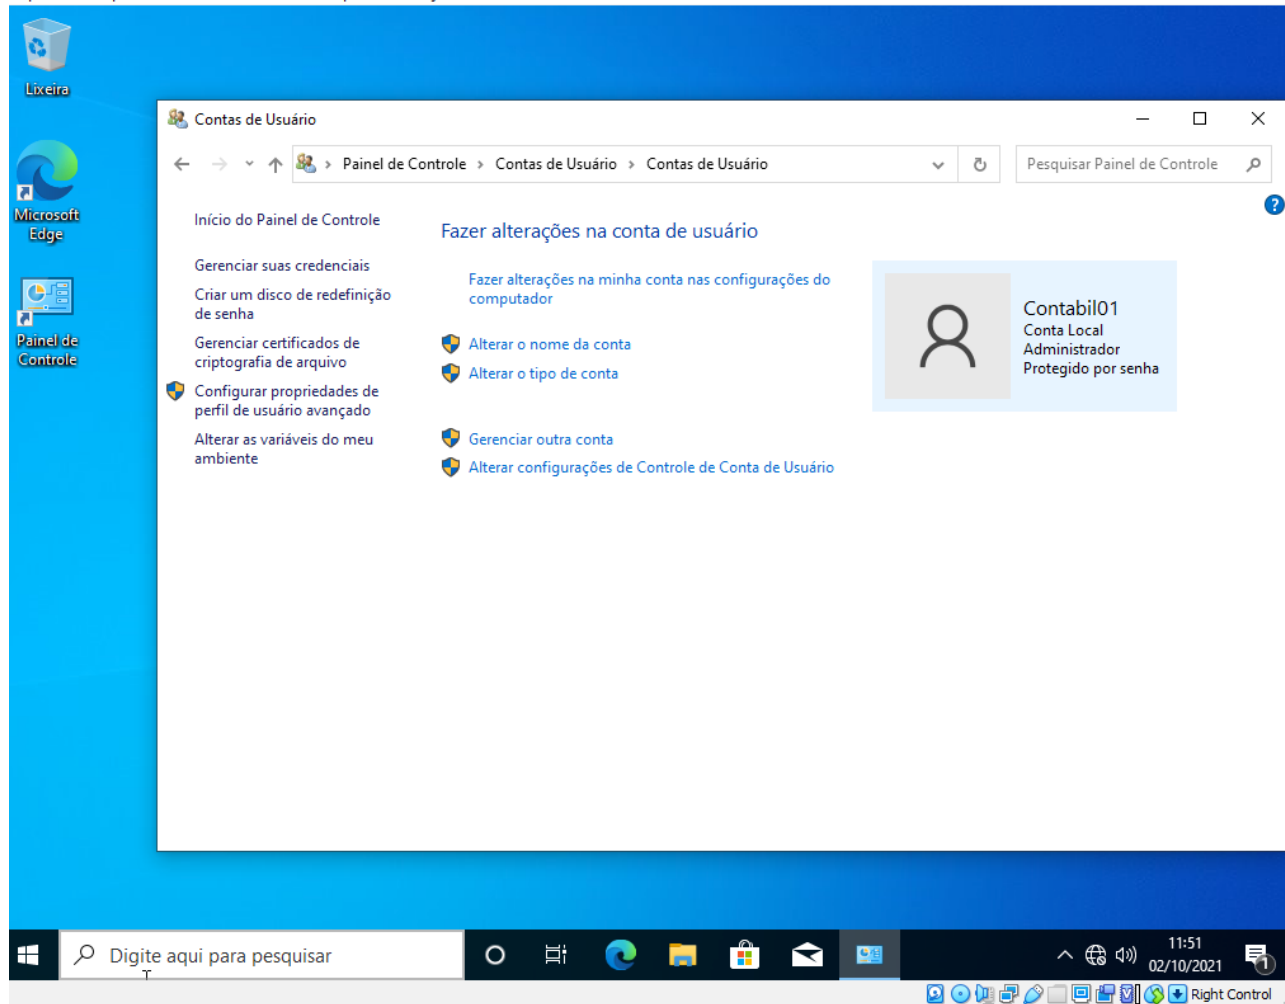 Lixeira
Microsoft
Edge
Painel de
Controle
Contas de Usuário
Painel de Controle › Contas de Usuário › Contas de Usuário
Pesquisar Painel de Controle
Início do Painel de Controle
Gerenciar suas credenciais
Criar um disco de redefinição
de senha
Gerenciar certificados de
criptografia de arquivo
Configurar propriedades de
perfil de usuário avançado
Alterar as variáveis do meu
ambiente
Fazer alterações na conta de usuário
Fazer alterações na minha conta nas configurações do
computador
Alterar o nome da conta
Alterar o tipo de conta
Gerenciar outra conta
Alterar configurações de Controle de Conta de Usuário
Contabil01
Conta Local
Administrador
Protegido por senha
Digite aqui para pesquisar
11:51
02/10/2021
1
Right Control